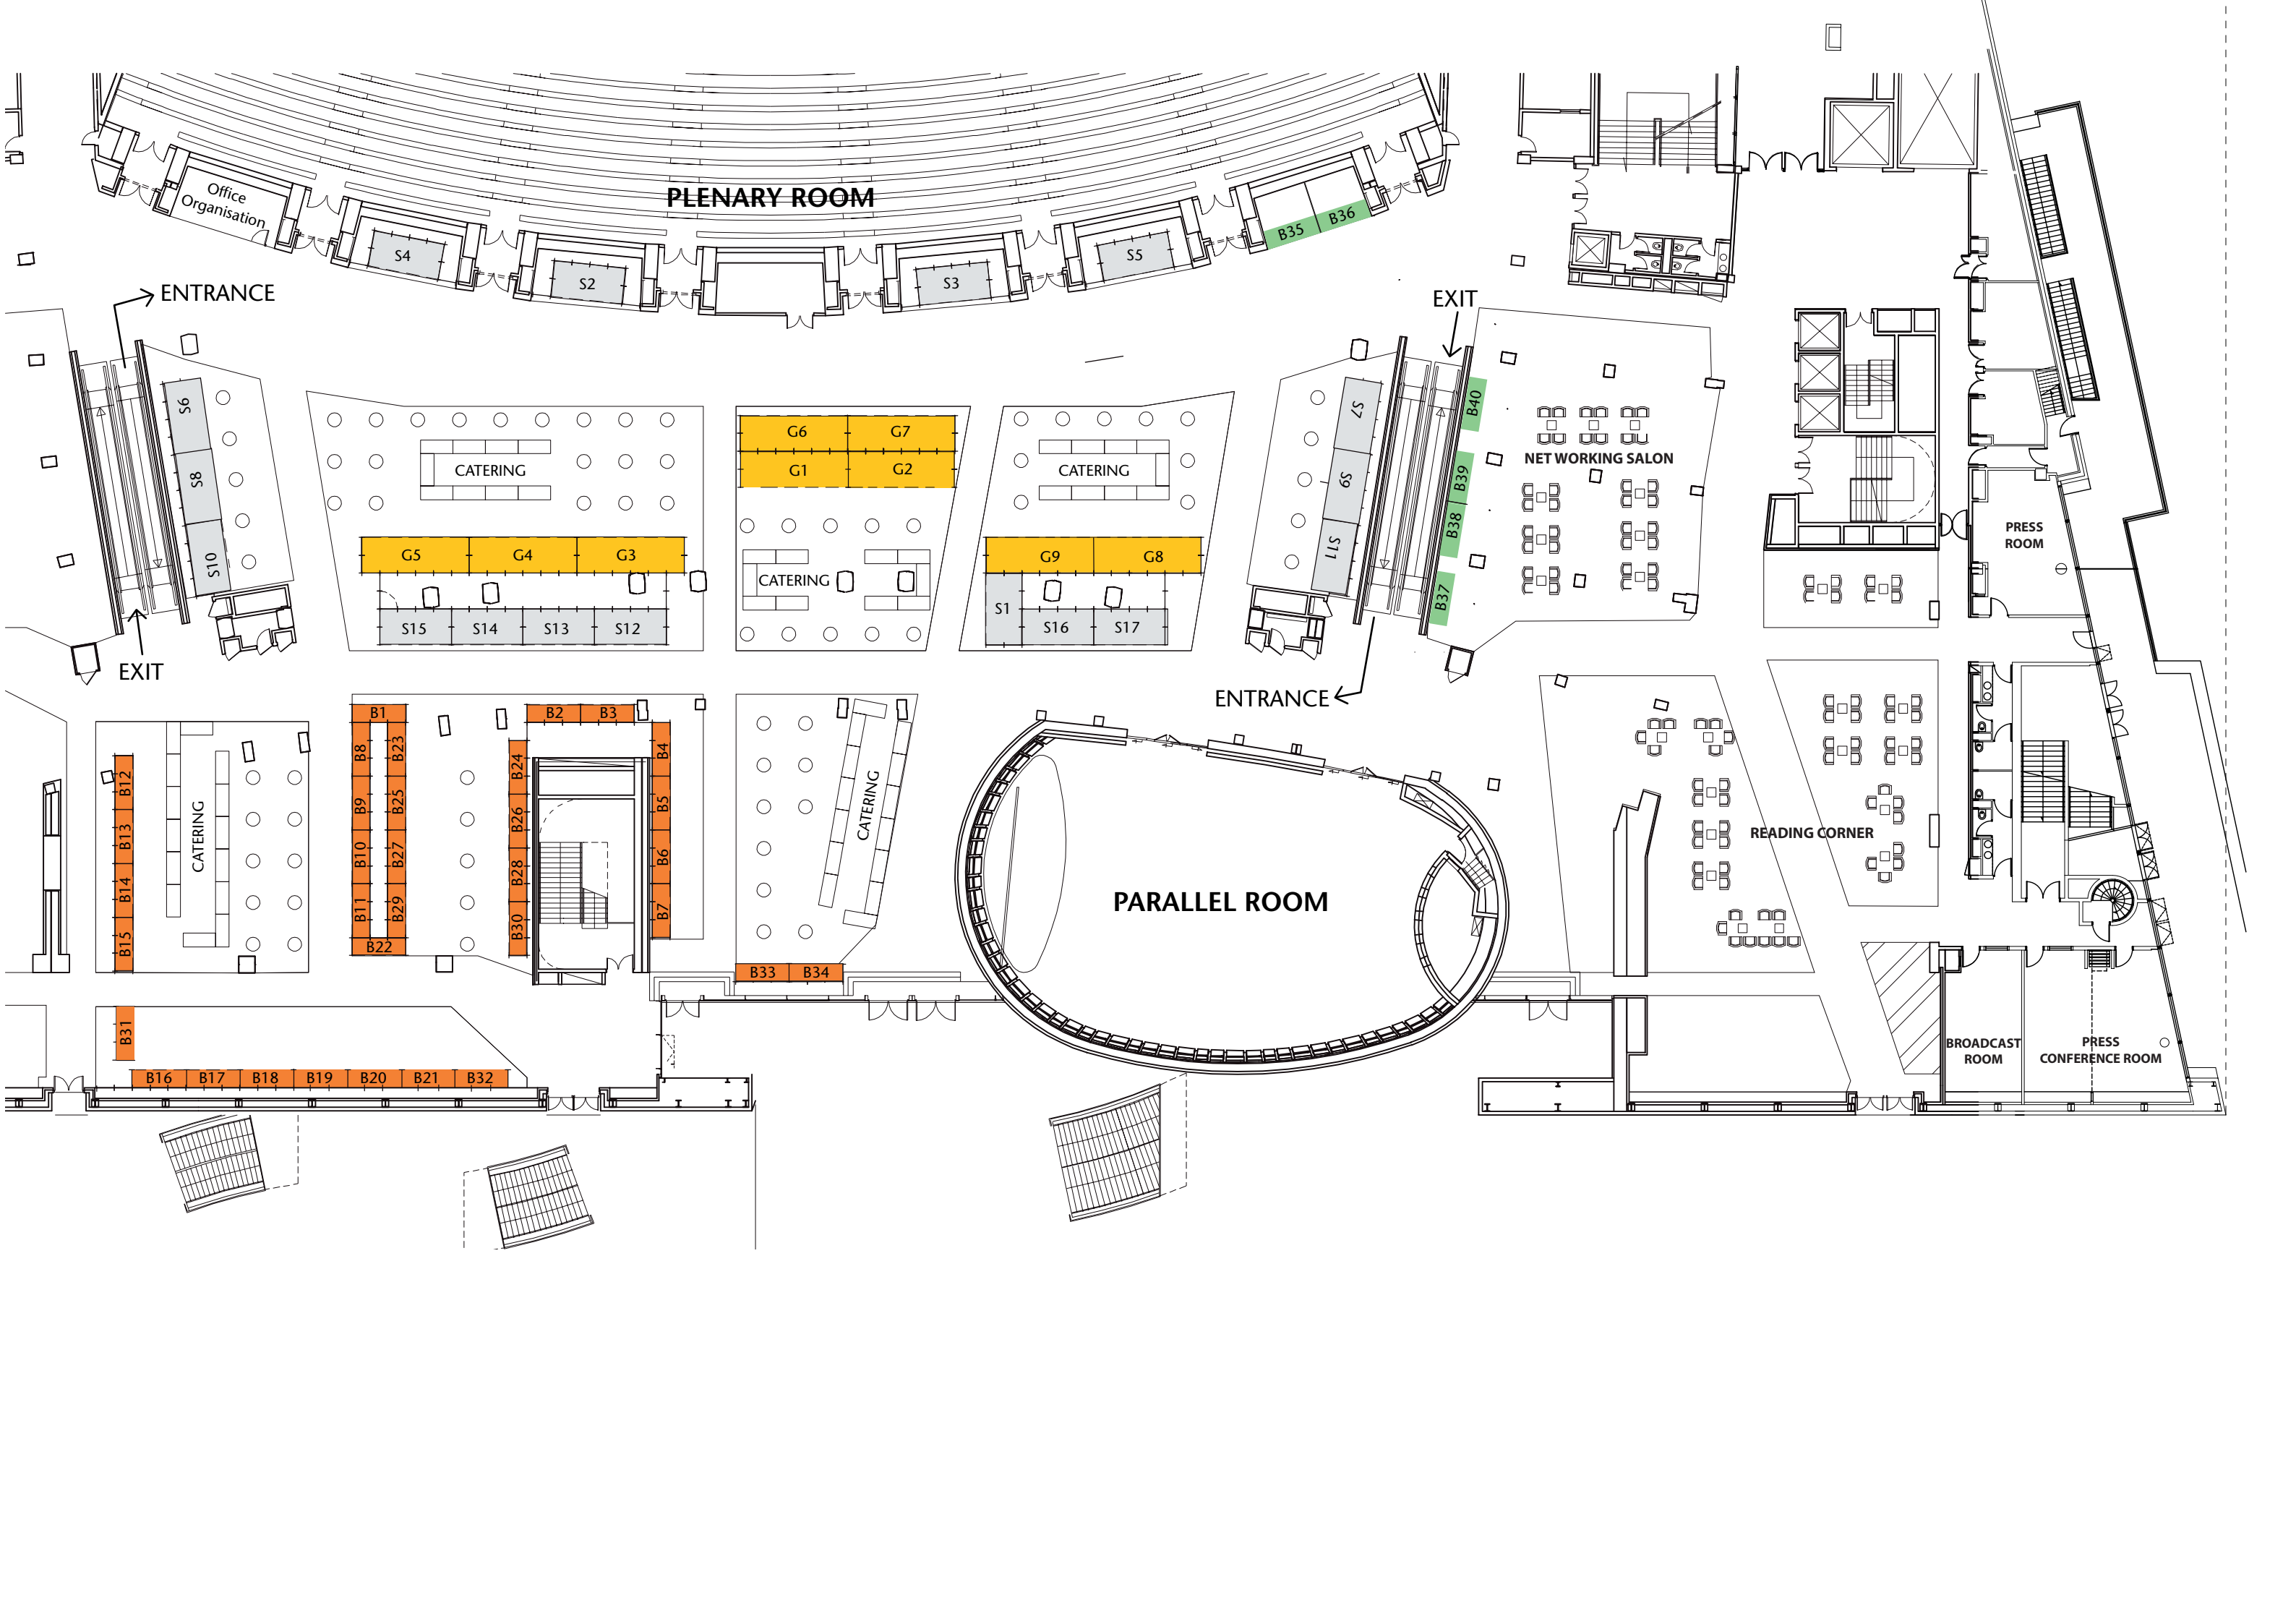 PLENARY ROOM
Office
Organisation
S4
S2
S3
S5
B35
B36
ENTRANCE
EXIT
S6
S8
S10
EXIT
CATERING
G5
G4
G3
S15
S14
S13
S12
G6
G7
G1
G2
CATERING
CATERING
G9
G8
S1
S16
S17
S7
S9
S11
ENTRANCE
B40
B39
B38
B37
NET WORKING SALON
PRESS
ROOM
B12
B13
B14
B15
CATERING
B1
B8
B9
B10
B11
B23
B25
B27
B29
B22
B2
B3
B24
B26
B28
B30
B4
B5
B6
B7
CATERING
B33
B34
PARALLEL ROOM
READING CORNER
B31
B16
B17
B18
B19
B20
B21
B32
BROADCAST
ROOM
PRESS
CONFERENCE ROOM